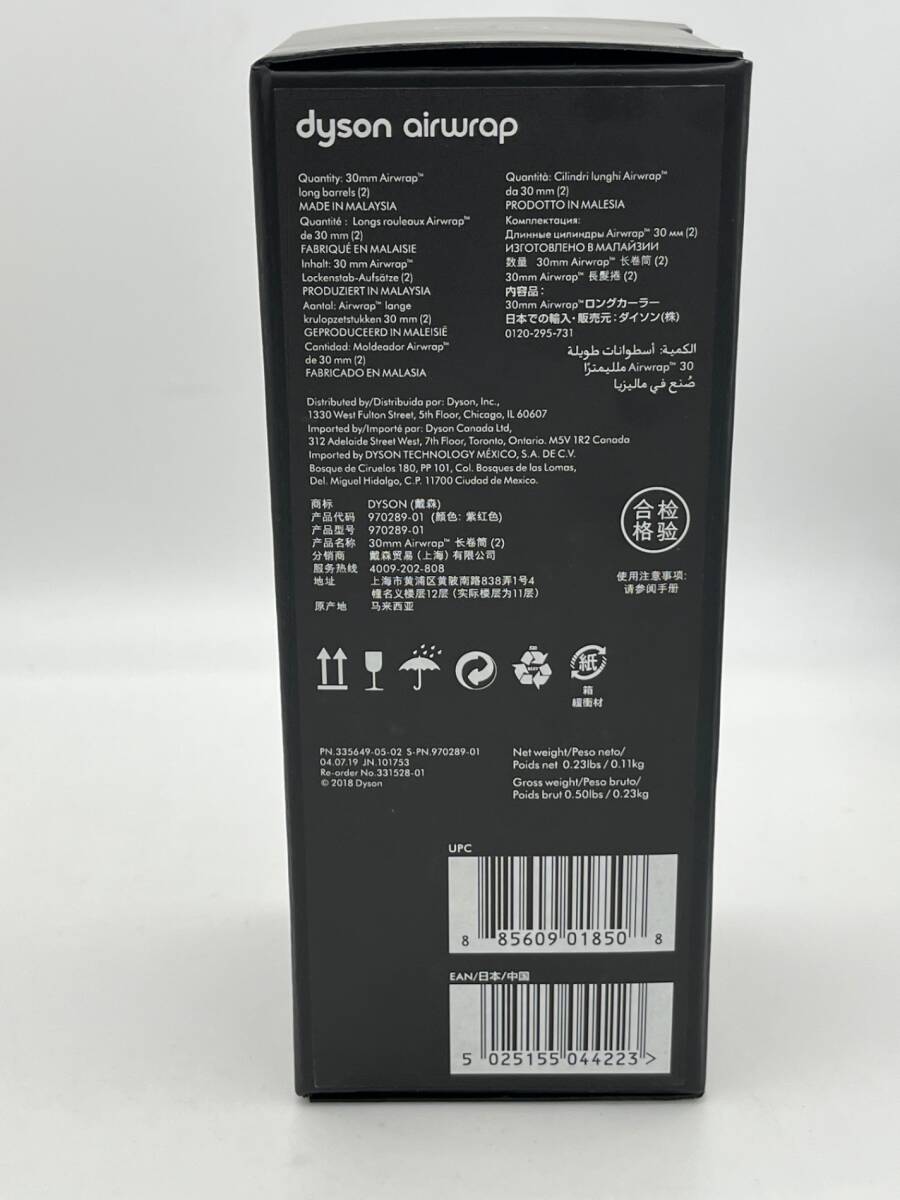 dyson airwrap
Quantity: 30mm Airwrap™
long barrels (2)
MADE IN MALAYSIA
Quantité : Longs rouleaux Airwrap™
de 30 mm (2)
FABRIQUÉ EN MALAISIE
Inhalt: 30 mm Airwrap™
Lockenstab-Aufsätze (2)
PRODUZIERT IN MALAYSIA
Aantal: Airwrap™ lange
krulopzetstukken 30 mm (2)
GEPRODUCEERD IN MALEISIË
Cantidad: Moldeador Airwrap™
de 30 mm (2)
FABRICADO EN MALASIA
Quantità: Cilindri lunghi Airwrap™
da 30 mm (2)
PRODOTTO IN MALESIA
Комплектация:
Длинные цилиндры Airwrap™ 30 мм (2)
ИЗГОТОВЛЕНО В МАЛАЙЗИИ
数量 30mm Airwrap™ 长卷筒 (2)
30mm Airwrap™ 長髮捲 (2)
内容品：
30mm Airwrap™ロングカーラー
日本での輸入・販売元：ダイソン(株)
0120-295-731
الكمية: أسطوانات طويلة
Airwrap™ 30 ملليمترًا
صُنع في ماليزيا
Distributed by/Distribuida por: Dyson, Inc.,
1330 West Fulton Street, 5th Floor, Chicago, IL 60607
Imported by/Importé par: Dyson Canada Ltd,
312 Adelaide Street West, 7th Floor, Toronto, Ontario. M5V 1R2 Canada
Imported by DYSON TECHNOLOGY MÉXICO, S.A. DE C.V.
Bosque de Ciruelos 180, PP 101, Col. Bosques de las Lomas,
Del. Miguel Hidalgo, C.P. 11700 Ciudad de Mexico.
商标 DYSON (戴森)
产品代码 970289-01 (颜色: 紫红色)
产品型号 970289-01
产品名称 30mm Airwrap™ 长卷筒 (2)
分销商 戴森贸易（上海）有限公司
服务热线 4009-202-808
地址 上海市黄浦区黄陂南路838弄1号4
幢名义楼层12层（实际楼层为11层）
原产地 马来西亚
合检
格验
使用注意事项:
请参阅手册
紙
箱
緩衝材
PN.335649-05-02 S-PN.970289-01
04.07.19 JN.101753
Re-order No.331528-01
© 2018 Dyson
Net weight/Peso neto/
Poids net 0.23lbs / 0.11kg
Gross weight/Peso bruto/
Poids brut 0.50lbs / 0.23kg
UPC
8 85609 01850 8
EAN/日本/中国
5 025155 044223 >